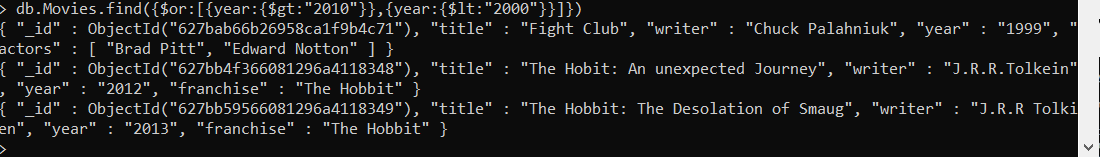 > db.Movies.find({$or:[{year:{$gt:"2010"}},{year:{$lt:"2000"}}]})
{ "_id" : ObjectId("627bab66b26958ca1f9b4c71"), "title" : "Fight Club", "writer" : "Chuck Palahniuk", "year" : "1999", "
actors" : [ "Brad Pitt", "Edward Notton" ] }
{ "_id" : ObjectId("627bb4f366081296a4118348"), "title" : "The Hobit: An unexpected Journey", "writer" : "J.R.R.Tolkein"
, "year" : "2012", "franchise" : "The Hobbit" }
{ "_id" : ObjectId("627bb59566081296a4118349"), "title" : "The Hobbit: The Desolation of Smaug", "writer" : "J.R.R Tolki
en", "year" : "2013", "franchise" : "The Hobbit" }
>